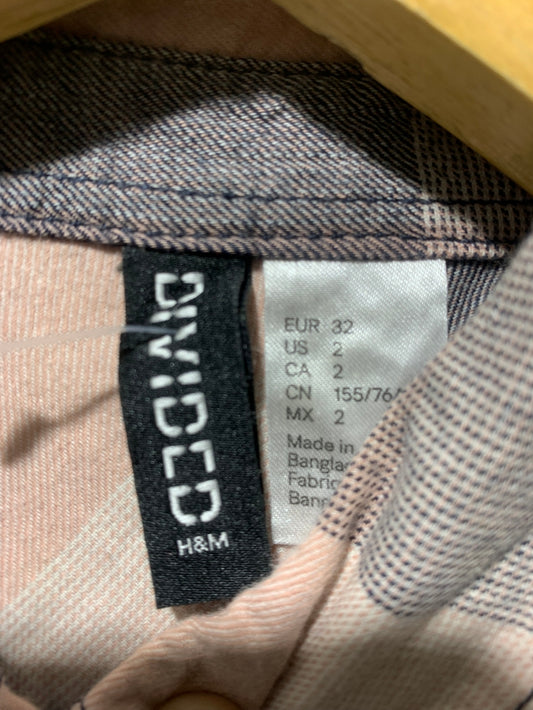 DIVIDED
H&M
EUR 32
US 2
CA 2
CN 155/76/
MX 2
Made in